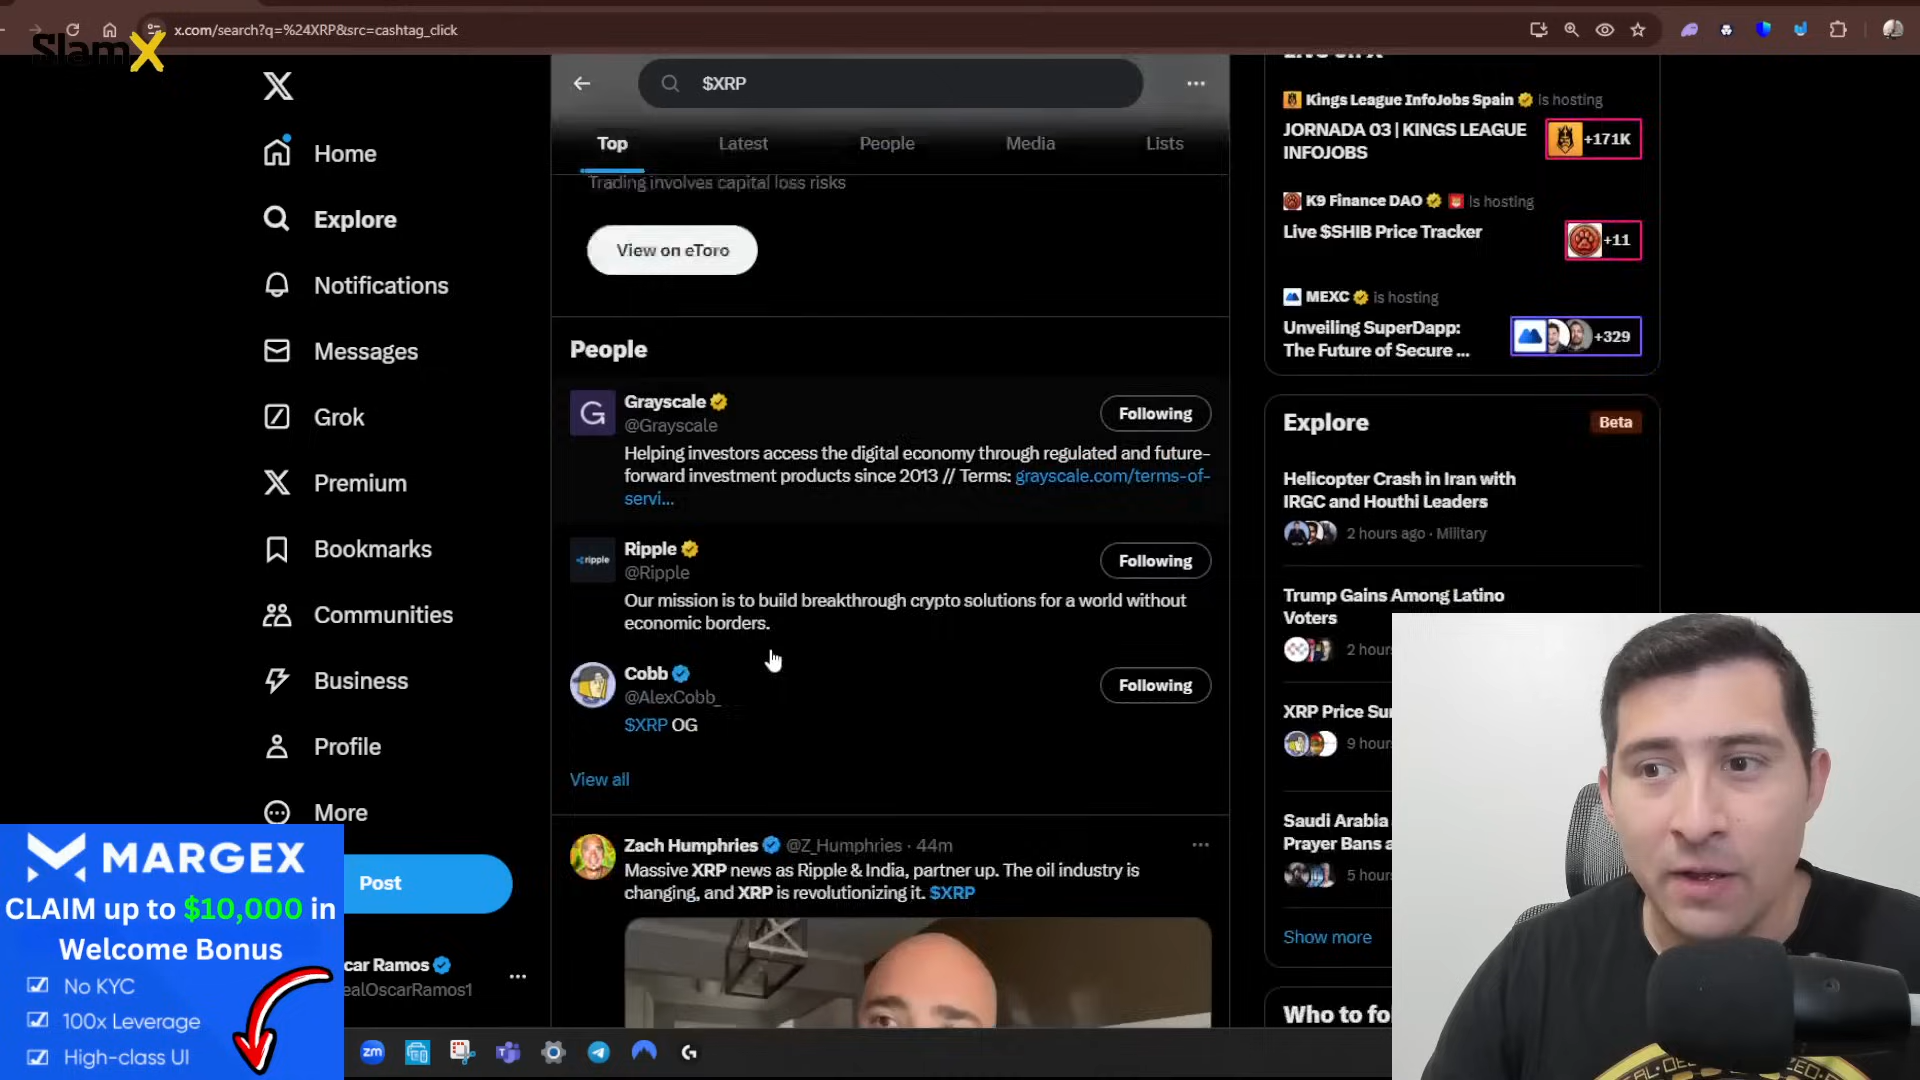 x.com/search?q=%24XRP&src=cashtag_click
SlamX
Home
Explore
Notifications
Messages
Grok
Premium
Bookmarks
Communities
Business
Profile
More
Post
car Ramos
ealOscarRamos1
MARGEX
CLAIM up to $10,000 in
Welcome Bonus
No KYC
100x Leverage
High-class UI
$XRP
Top
Latest
People
Media
Lists
Trading involves capital loss risks
View on eToro
People
Grayscale
@Grayscale
Following
Helping investors access the digital economy through regulated and future-
forward investment products since 2013 // Terms: grayscale.com/terms-of-
servi...
ripple
Ripple
@Ripple
Following
Our mission is to build breakthrough crypto solutions for a world without
economic borders.
Cobb
@AlexCobb_
Following
$XRP OG
View all
Zach Humphries @Z_Humphries · 44m
Massive XRP news as Ripple & India, partner up. The oil industry is
changing, and XRP is revolutionizing it. $XRP
zm
Kings League InfoJobs Spain is hosting
JORNADA 03 | KINGS LEAGUE
INFOJOBS
+171K
K9 Finance DAO is hosting
Live $SHIB Price Tracker
+11
MEXC is hosting
Unveiling SuperDapp:
The Future of Secure ...
+329
Explore
Beta
Helicopter Crash in Iran with
IRGC and Houthi Leaders
2 hours ago · Military
Trump Gains Among Latino
Voters
2 hour
XRP Price Su
9 hour
Saudi Arabia
Prayer Bans a
5 hour
Show more
Who to fo